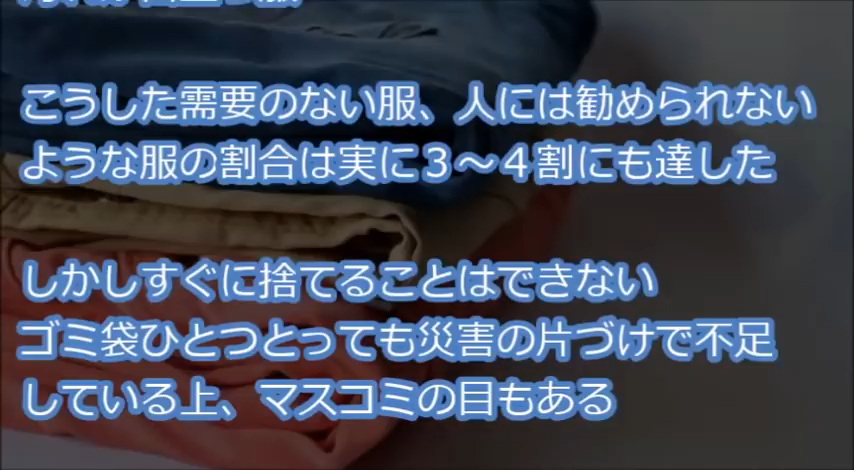 こうした需要のない服、人には勧められない
ような服の割合は実に３～４割にも達した
しかしすぐに捨てることはできない
ゴミ袋ひとつとっても災害の片づけで不足
している上、マスコミの目もある